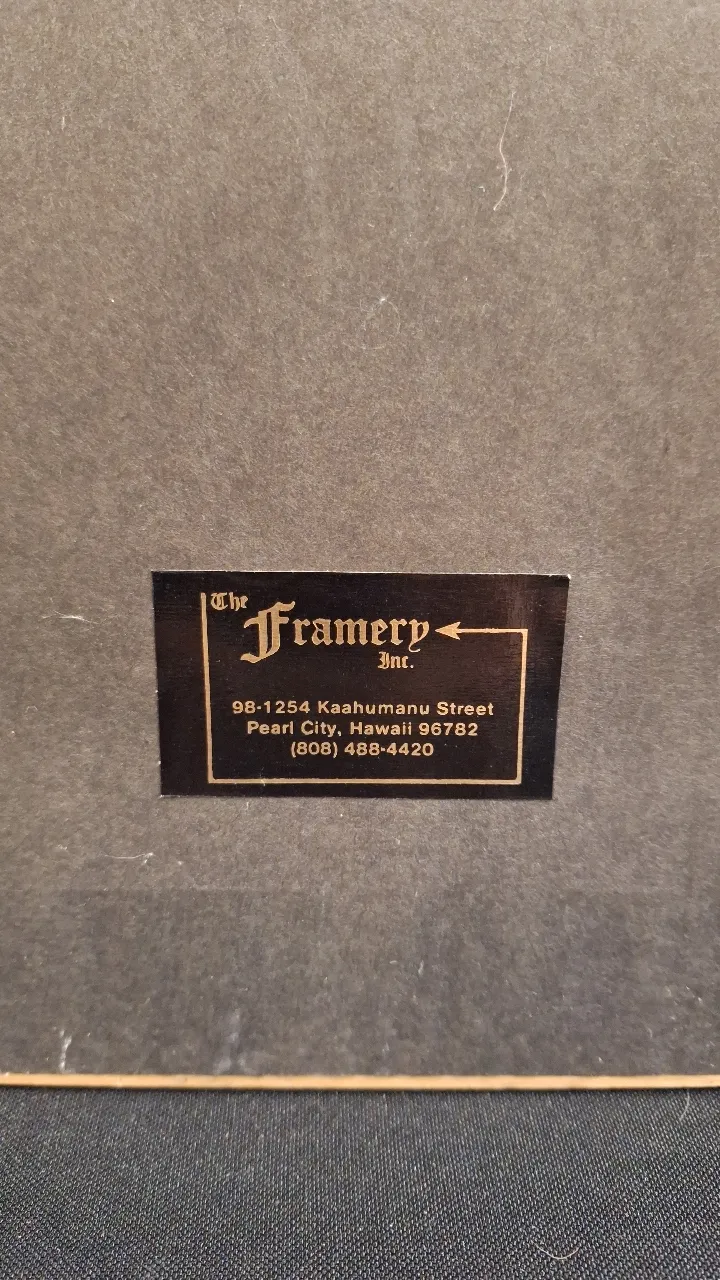 The
Framery
Inc.
98-1254 Kaahumanu Street
Pearl City, Hawaii 96782
(808) 488-4420